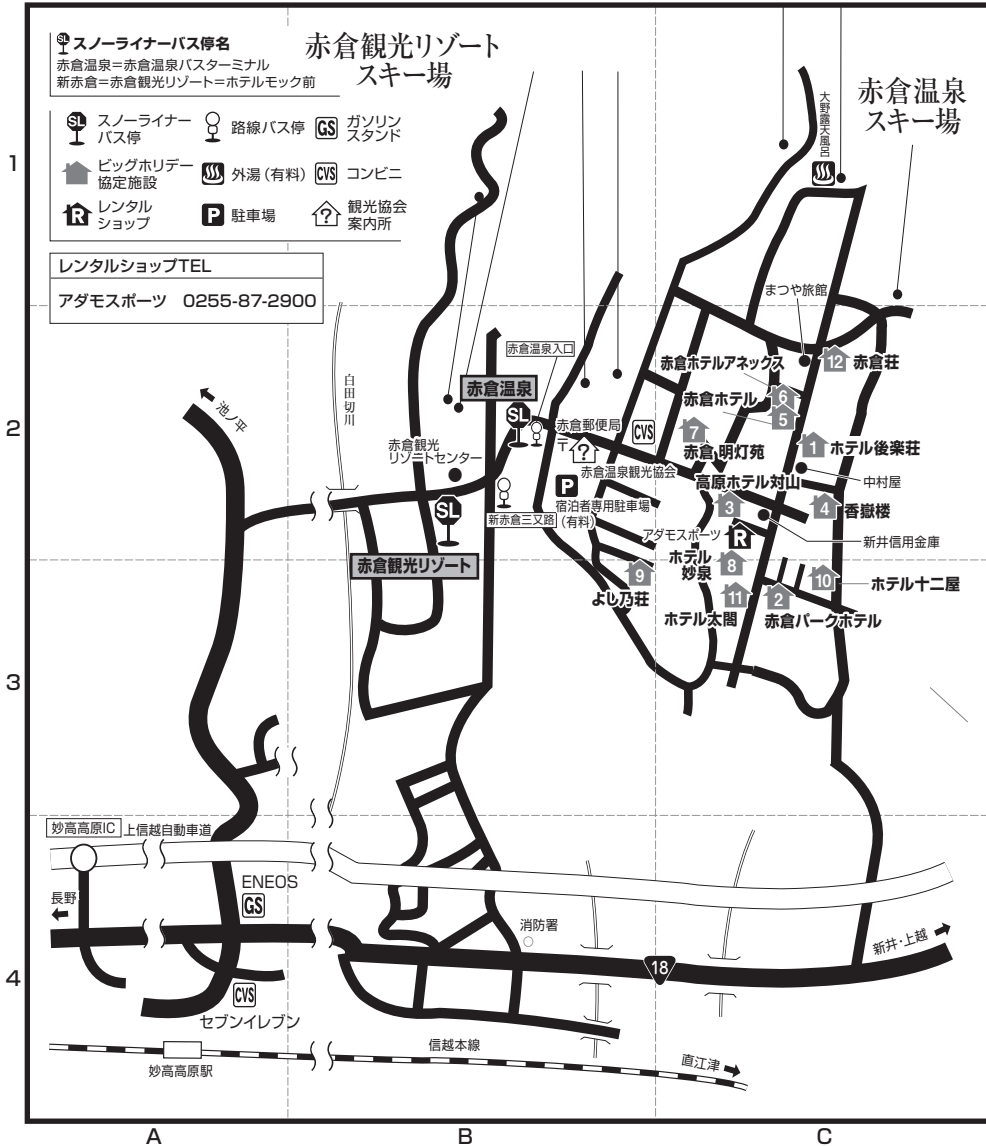 SL スノーライナーバス停名
赤倉温泉＝赤倉温泉バスターミナル
新赤倉＝赤倉観光リゾート＝ホテルモック前
SL スノーライナー
バス停
路線バス停
GS ガソリン
スタンド
ビッグホリデー
協定施設
外湯（有料）
CVS コンビニ
R レンタル
ショップ
P 駐車場
? 観光協会
案内所
レンタルショップTEL
アダモスポーツ 0255-87-2900
赤倉観光リゾート
スキー場
赤倉温泉
スキー場
大野露天風呂
1
まつや旅館
赤倉温泉入口
赤倉温泉
SL
赤倉ホテルアネックス
6
12 赤倉荘
赤倉ホテル
5
池ノ平
白田切川
2
赤倉観光
リゾートセンター
赤倉郵便局
〒
?
CVS
7
赤倉 明灯苑
1 ホテル後楽荘
赤倉温泉観光協会
高原ホテル対山
3
中村屋
P
宿泊者専用駐車場
(有料)
4 香嶽楼
SL
新赤倉三又路
アダモスポーツ
R
新井信用金庫
赤倉観光リゾート
ホテル
妙泉
8
9
よし乃荘
10
ホテル十二屋
ホテル太閤
11
2
赤倉パークホテル
3
妙高高原IC
上信越自動車道
長野
ENEOS
GS
消防署
18
新井・上越
4
CVS
セブンイレブン
信越本線
妙高高原駅
直江津
A
B
C